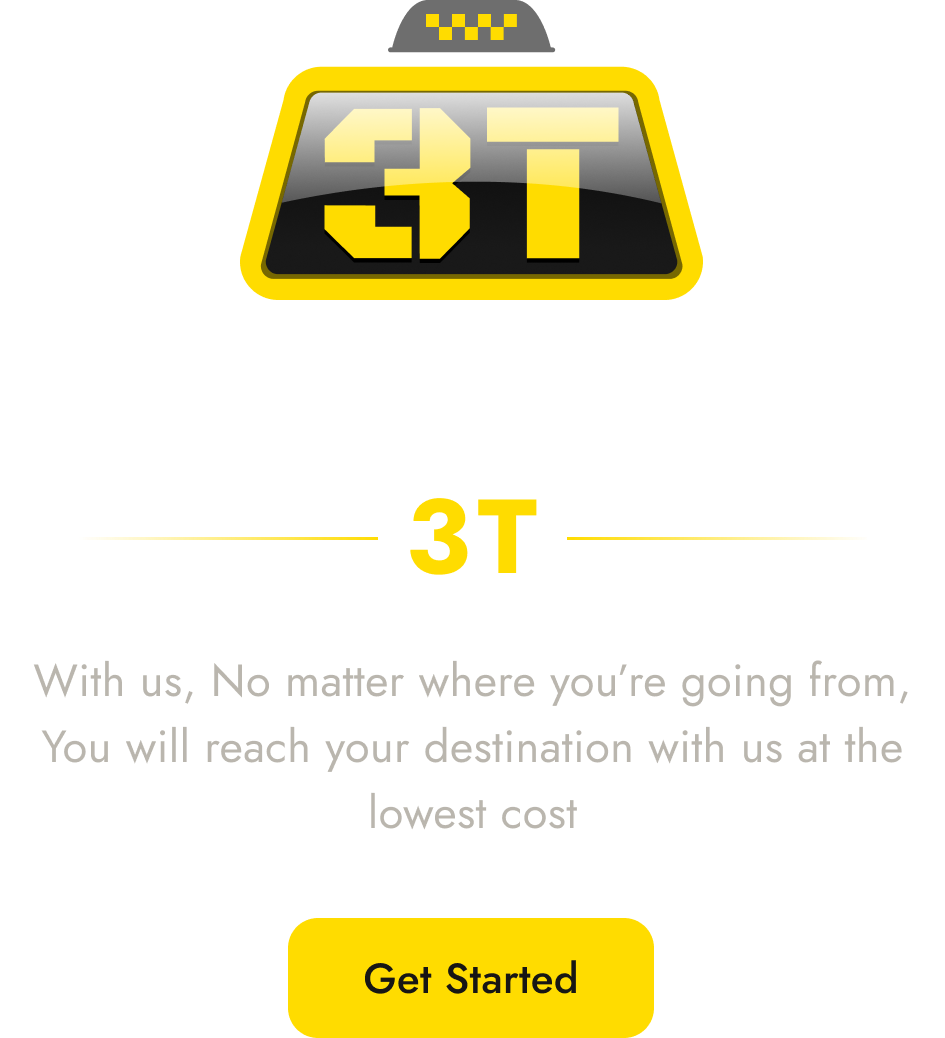 3T
3T
With us, No matter where you’re going from,
You will reach your destination with us at the
lowest cost
Get Started